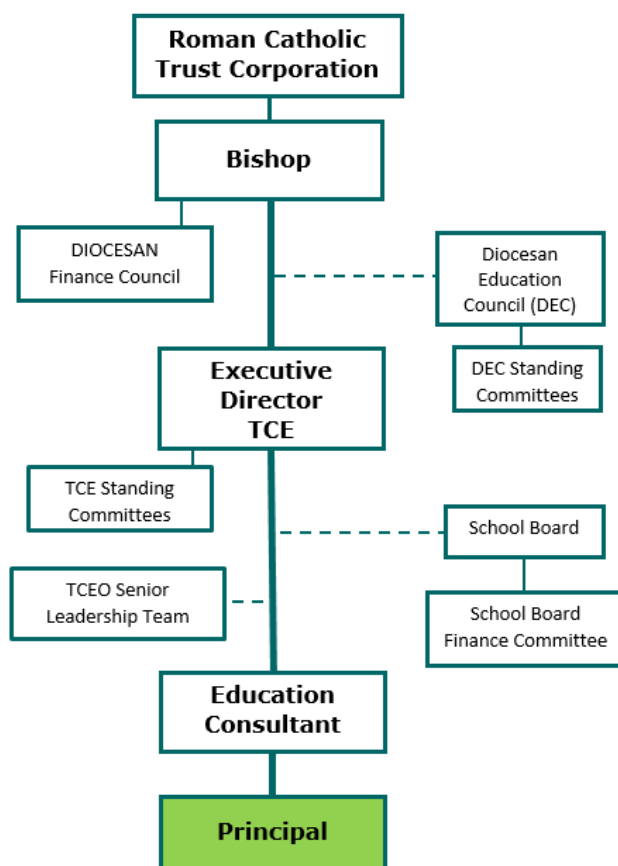 Roman Catholic
Trust Corporation
Bishop
DIOCESAN
Finance Council
Diocesan
Education
Council (DEC)
DEC Standing
Committees
Executive
Director
TCE
TCE Standing
Committees
School Board
TCEO Senior
Leadership Team
School Board
Finance Committee
Education
Consultant
Principal